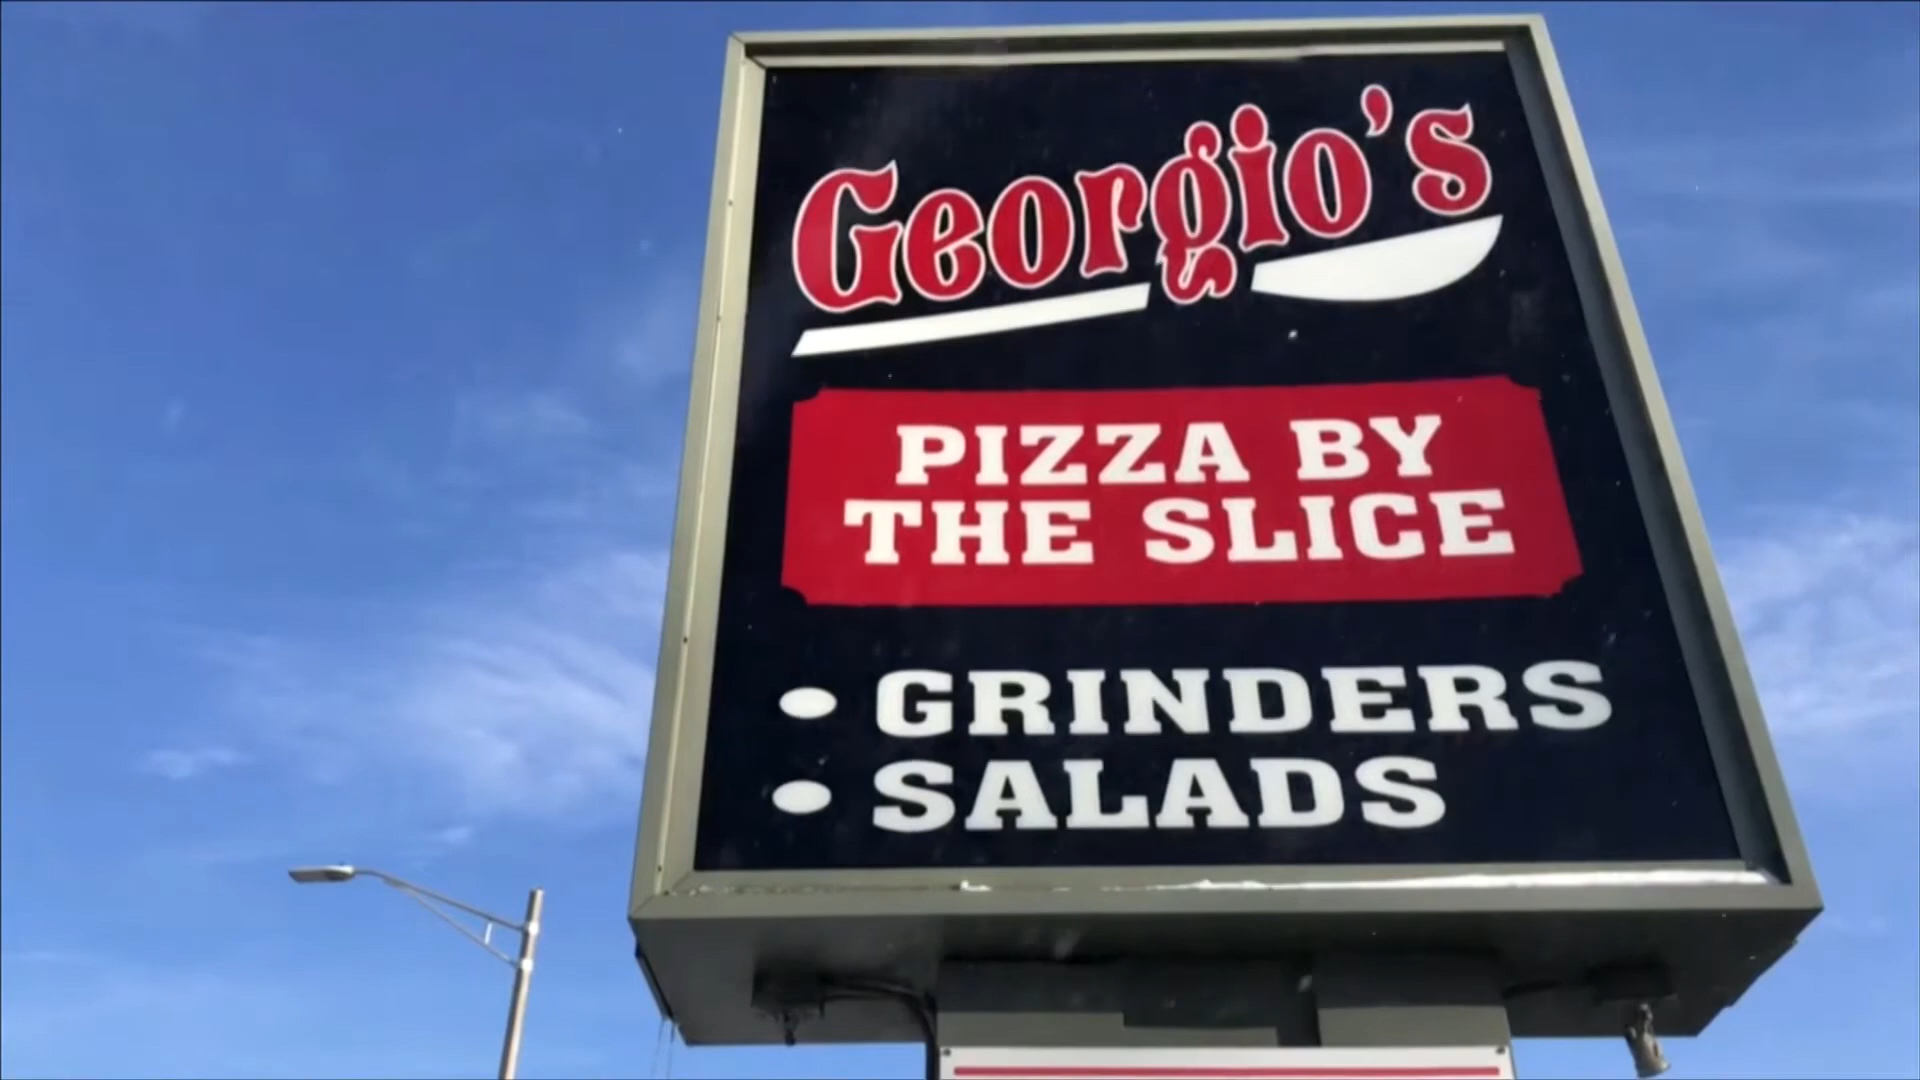 Georgio's
PIZZA BY
THE SLICE
• GRINDERS
• SALADS